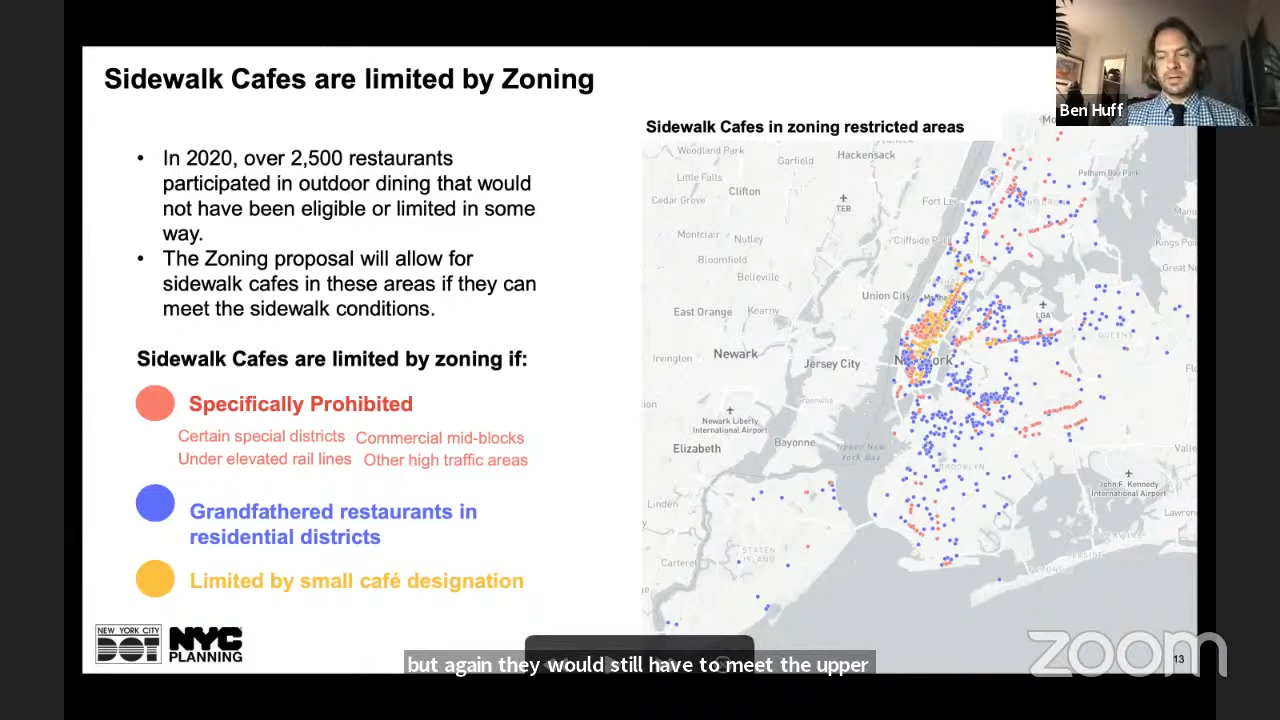 Sidewalk Cafes are limited by Zoning
Ben Huff
• In 2020, over 2,500 restaurants
participated in outdoor dining that would
not have been eligible or limited in some
way.
• The Zoning proposal will allow for
sidewalk cafes in these areas if they can
meet the sidewalk conditions.
Sidewalk Cafes are limited by zoning if:
Specifically Prohibited
Certain special districts Commercial mid-blocks
Under elevated rail lines Other high traffic areas
Grandfathered restaurants in
residential districts
Limited by small café designation
Sidewalk Cafes in zoning restricted areas
Woodland Park
Garfield
Hackensack
Little Falls
Clifton
Cedar Grove
TEB
Fort Lee
Pelham Bay Park
Montclair
Nutley
Cliffside Park
Bloomfield
Belleville
Union City
East Orange
Kearny
LGA
QUEENS
Irvington
Newark
Jersey City
Greenville
Newark Liberty
International Airport
Elizabeth
Bayonne
Upper New
York Bay
BROOKLYN
John F. Kennedy
International Airport
Linden
STATEN
ISLAND
Carteret
NEW YORK CITY
DOT
NYC
PLANNING
but again they would still have to meet the upper
zoom
13